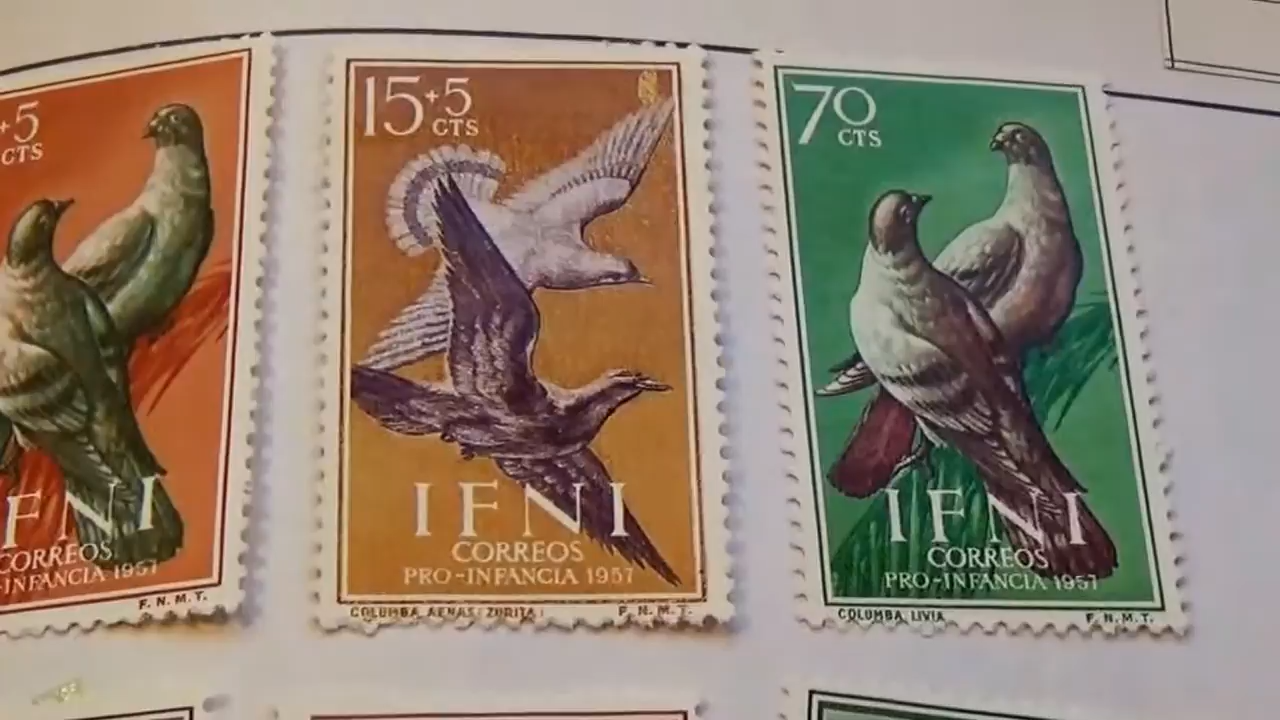 +5
CTS
IFNI
CORREOS
-INFANCIA 1957
F.N.M.T.
15+5
CTS
IFNI
CORREOS
PRO-INFANCIA 1957
COLUMBA AENAS (ZURITA) F.N.M.T.
70
CTS
IFNI
CORREOS
PRO-INFANCIA 1957
COLUMBA LIVIA F.N.M.T.